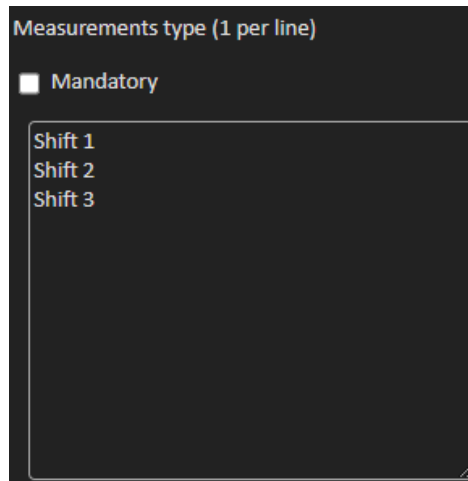 Measurements type (1 per line)
Mandatory
Shift 1
Shift 2
Shift 3